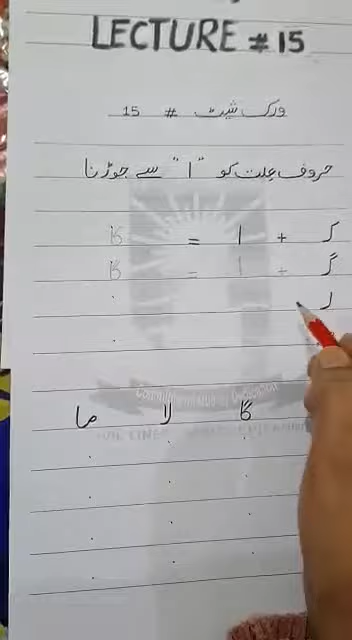 LECTURE # 15
ورک شیٹ # 15
حروف علت کو "ا" سے جوڑنا
ک + ا = کا
گ + ا = گا
ل
گا لا ما